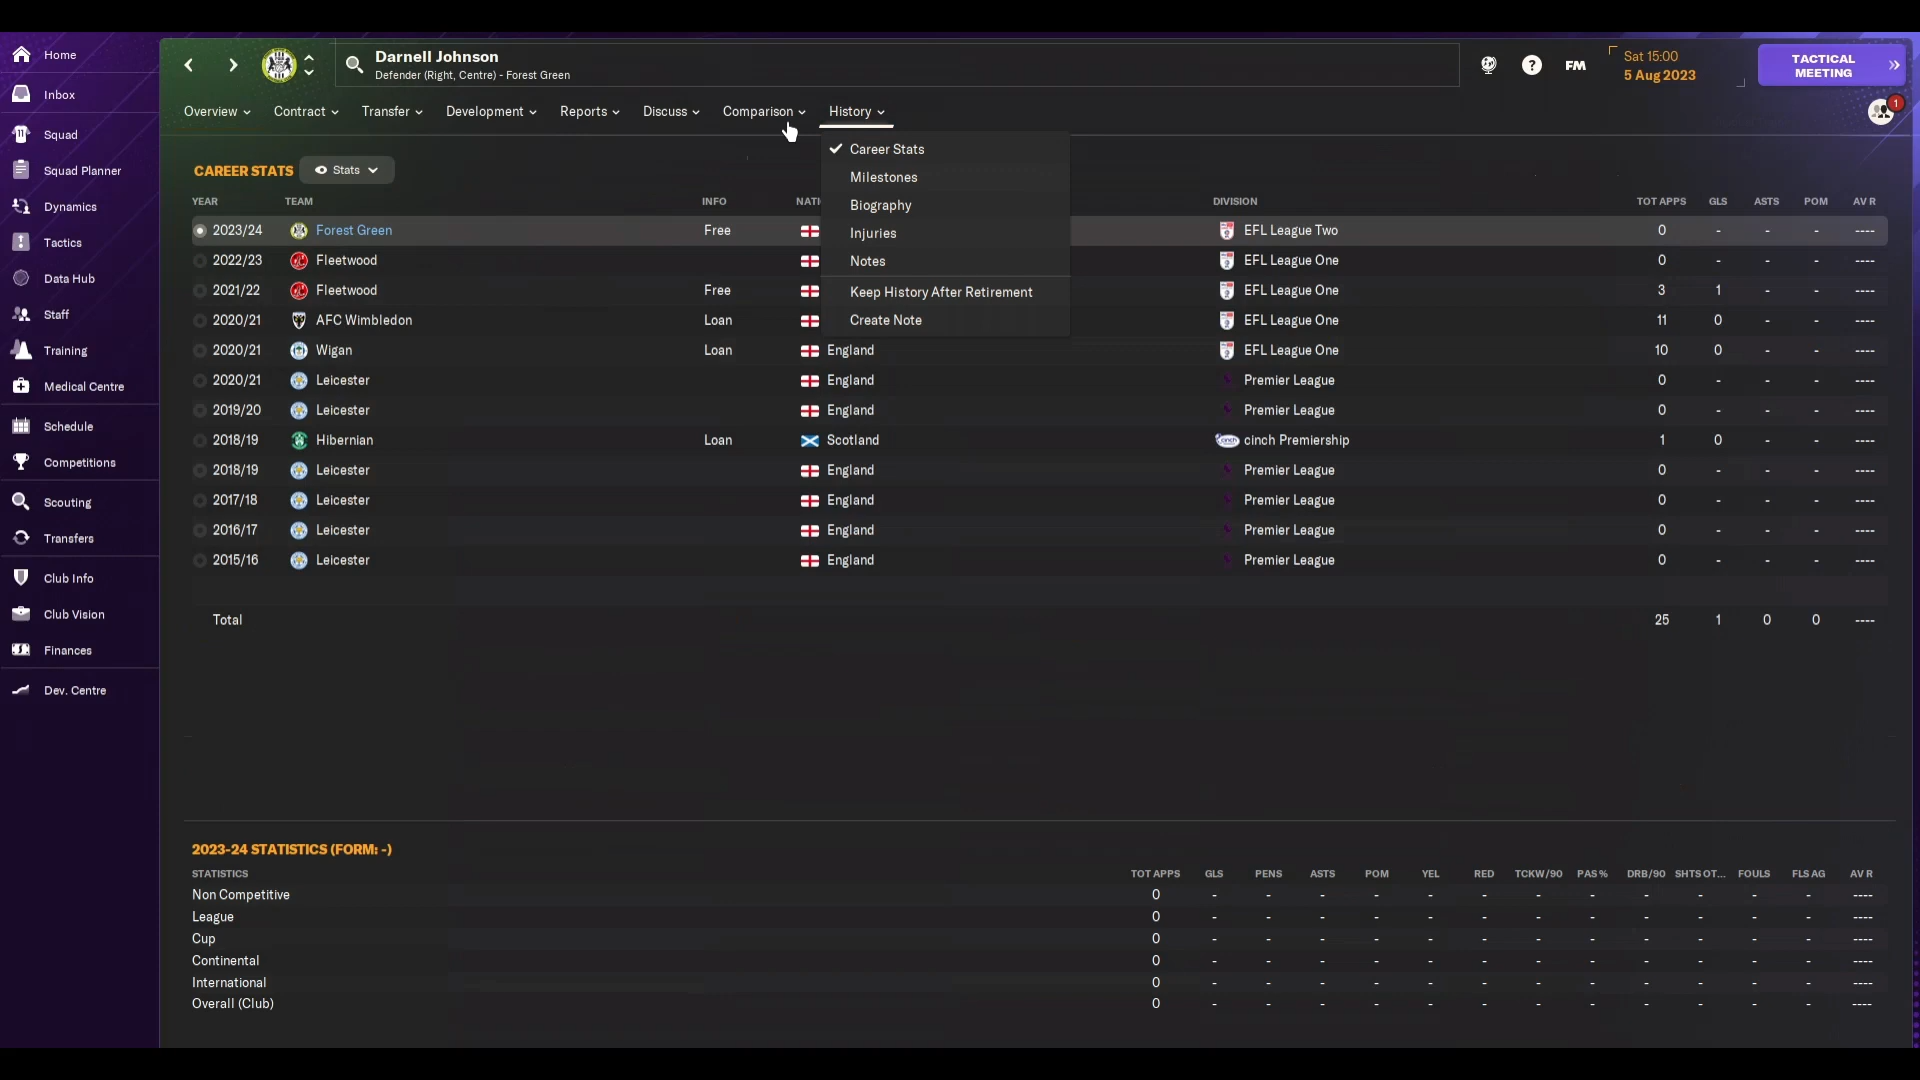 Home
Inbox
Squad
Squad Planner
Dynamics
Tactics
Data Hub
Staff
Training
Medical Centre
Schedule
Competitions
Scouting
Transfers
Club Info
Club Vision
Finances
Dev. Centre
Darnell Johnson
Defender (Right, Centre) - Forest Green
? FM
Sat 15:00
5 Aug 2023
TACTICAL
MEETING
Overview Contract Transfer Development Reports Discuss Comparison History
1
Career Stats
Milestones
Biography
Injuries
Notes
Keep History After Retirement
Create Note
CAREER STATS Stats
YEAR TEAM INFO DIVISION TOT APPS GLS ASTS POM AV R
2023/24 Forest Green Free EFL League Two 0 - - - ----
2022/23 Fleetwood EFL League One 0 - - - ----
2021/22 Fleetwood Free EFL League One 3 1 - - ----
2020/21 AFC Wimbledon Loan EFL League One 11 0 - - ----
2020/21 Wigan Loan England EFL League One 10 0 - - ----
2020/21 Leicester England Premier League 0 - - - ----
2019/20 Leicester England Premier League 0 - - - ----
2018/19 Hibernian Loan Scotland cinch cinch Premiership 1 0 - - ----
2018/19 Leicester England Premier League 0 - - - ----
2017/18 Leicester England Premier League 0 - - - ----
2016/17 Leicester England Premier League 0 - - - ----
2015/16 Leicester England Premier League 0 - - - ----
Total 25 1 0 0 ----
2023-24 STATISTICS (FORM: -)
STATISTICS TOT APPS GLS PENS ASTS POM YEL RED TCKW/90 PAS % DRB/90 SHTS OT... FOULS FLS AG AV R
Non Competitive 0 - - - - - - - - - - - - ----
League 0 - - - - - - - - - - - - ----
Cup 0 - - - - - - - - - - - - ----
Continental 0 - - - - - - - - - - - - ----
International 0 - - - - - - - - - - - - ----
Overall (Club) 0 - - - - - - - - - - - - ----